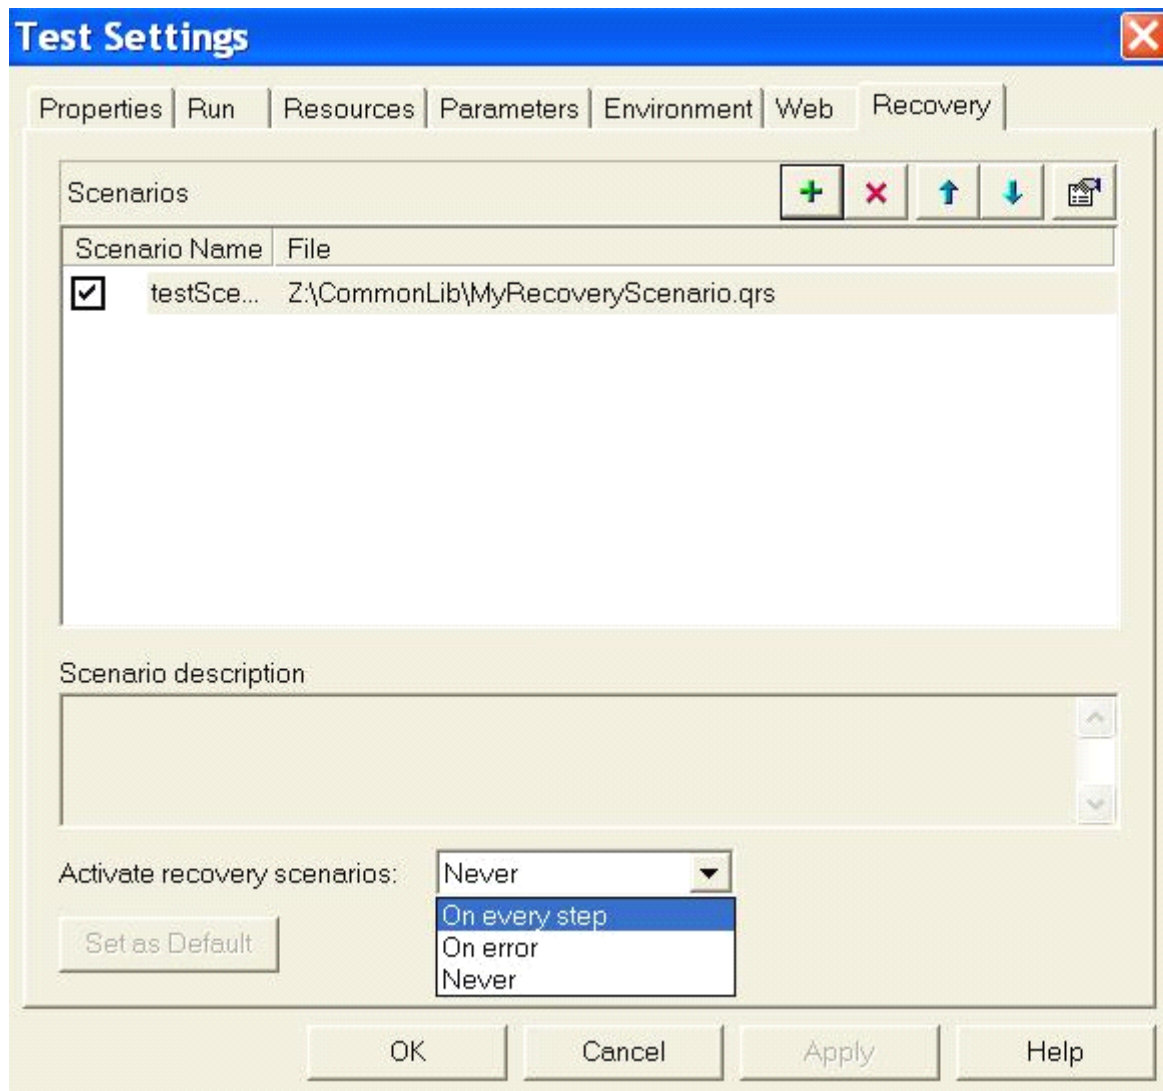 Test Settings
Properties Run Resources Parameters Environment Web Recovery
Scenarios
Scenario Name File
testSce... Z:\CommonLib\MyRecoveryScenario.qrs
Scenario description
Activate recovery scenarios: Never
On every step
Set as Default On error
Never
OK Cancel Apply Help